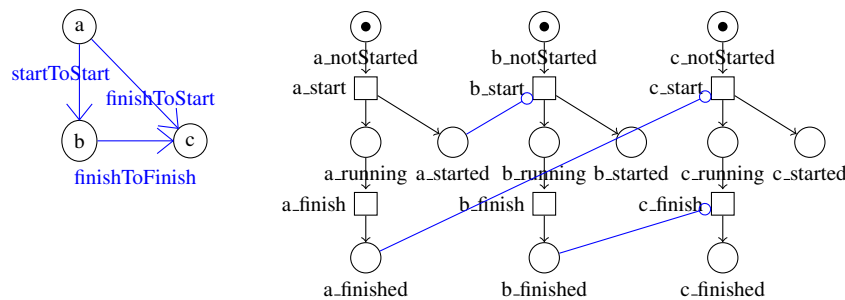 a
startToStart
finishToStart
b
c
finishToFinish
a_notStarted
b_notStarted
c_notStarted
a_start
b_start
c_start
a_running
a_started
b_running
b_started
c_running
c_started
a_finish
b_finish
c_finish
a_finished
b_finished
c_finished